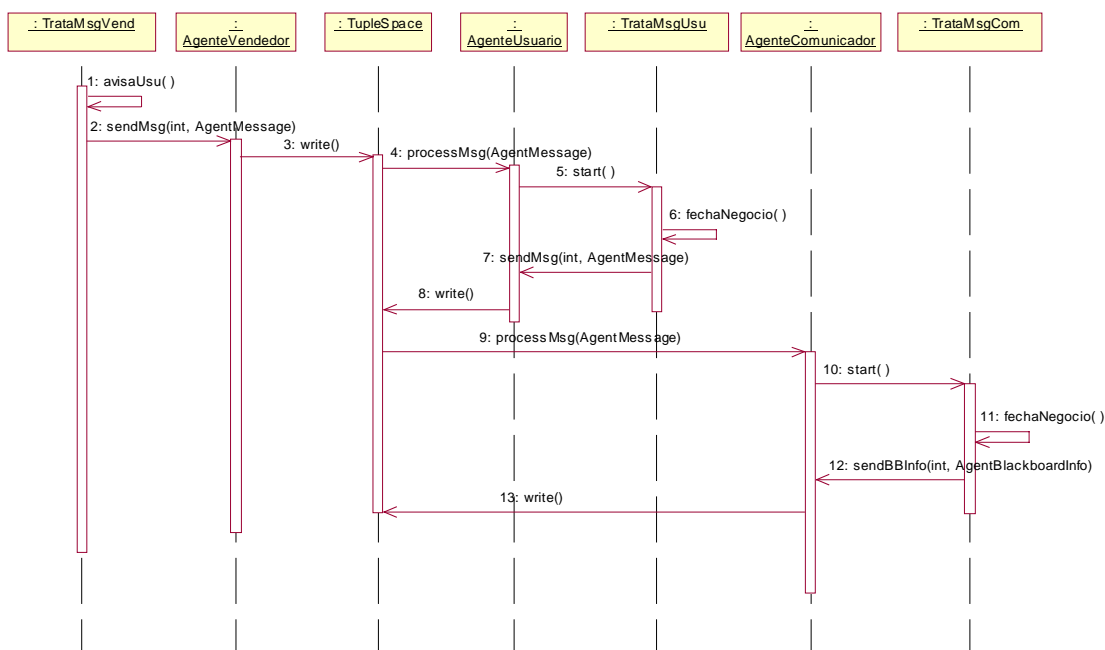 : TrataMsgVend
:
AgenteVendedor
: TupleSpace
:
AgenteUsuario
: TrataMsgUsu
:
AgenteComunicador
: TrataMsgCom
1: avisaUsu( )
2: sendMsg(int, AgentMessage)
3: write()
4: processMsg(AgentMessage)
5: start( )
6: fechaNegocio( )
7: sendMsg(int, AgentMessage)
8: write()
9: processMsg(AgentMessage)
10: start( )
11: fechaNegocio( )
12: sendBBInfo(int, AgentBlackboardInfo)
13: write()